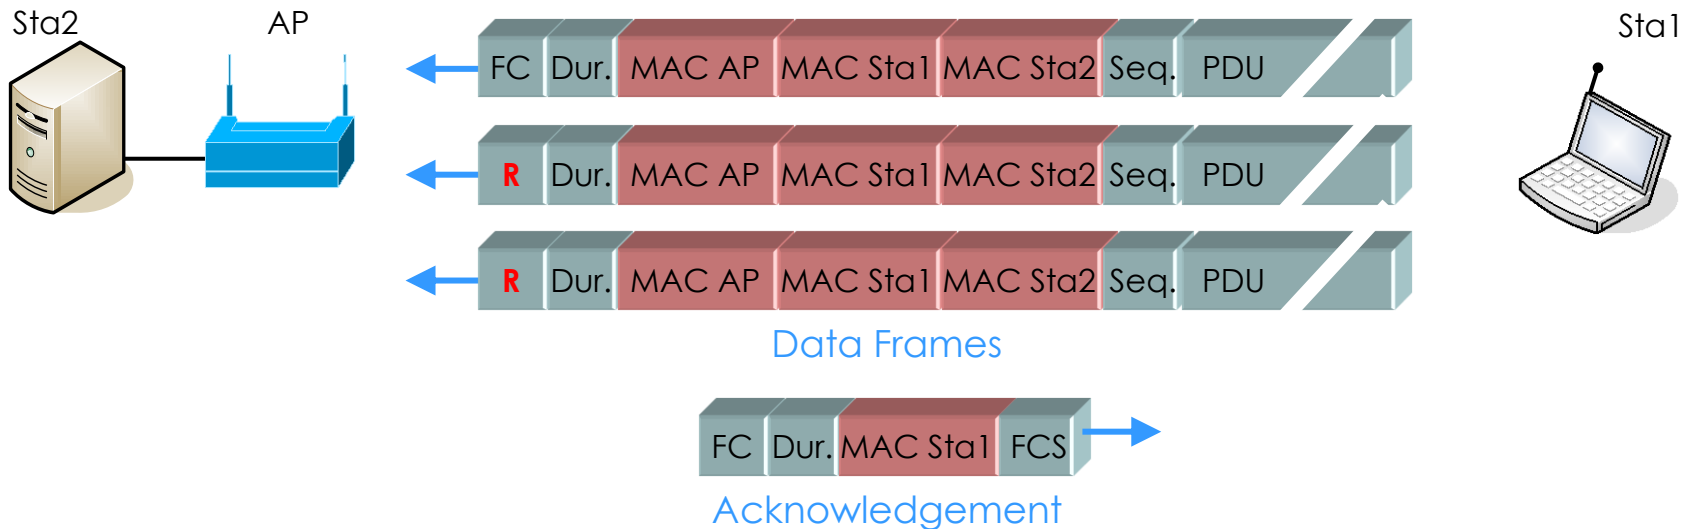 Sta2 AP Sta1
FC Dur. MAC AP MAC Sta1 MAC Sta2 Seq. PDU
R Dur. MAC AP MAC Sta1 MAC Sta2 Seq. PDU
R Dur. MAC AP MAC Sta1 MAC Sta2 Seq. PDU
Data Frames
FC Dur. MAC Sta1 FCS
Acknowledgement